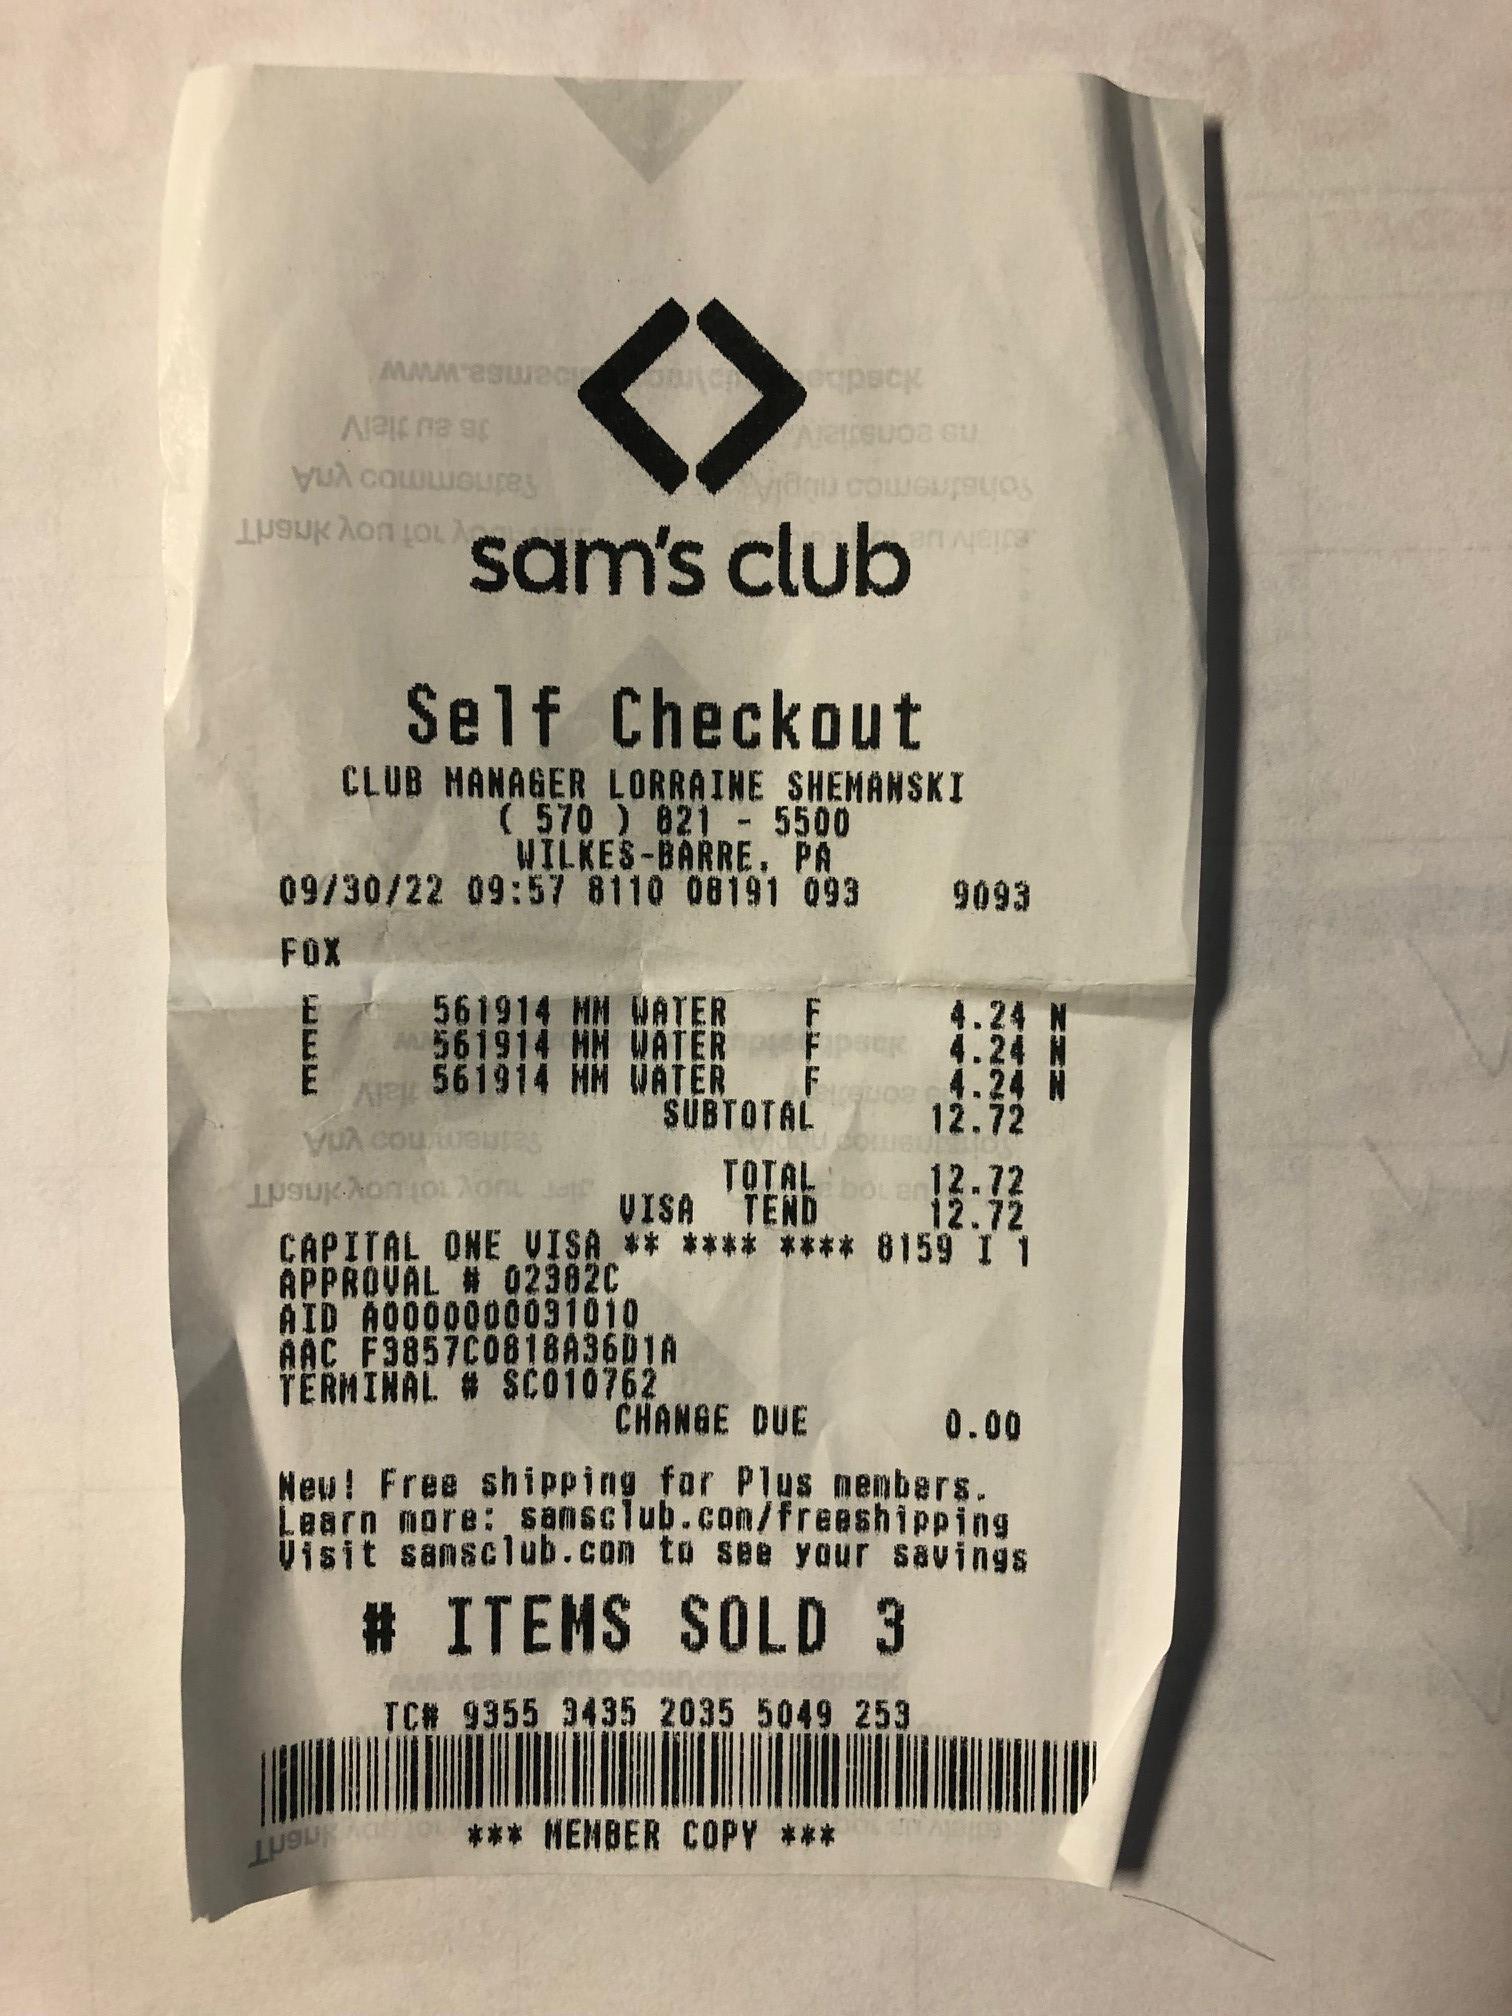 sam's club
Self Checkout
CLUB MANAGER LORRAINE SHEMANSKI
( 570 ) 821 - 5500
WILKES-BARRE, PA
09/30/22 09:57 8110 08191 093 9093
FOX
E 561914 MM WATER F 4.24 N
E 561914 MM WATER F 4.24 N
E 561914 MM WATER F 4.24 N
SUBTOTAL 12.72
TOTAL 12.72
VISA TEND 12.72
CAPITAL ONE VISA ** **** **** 8159 I 1
APPROVAL # 02382C
AID A0000000031010
AAC F3857C0818A36D1A
TERMINAL # SC010762
CHANGE DUE 0.00
New! Free shipping for Plus members.
Learn more: samsclub.com/freeshipping
Visit samsclub.com to see your savings
# ITEMS SOLD 3
TC# 9355 3435 2035 5049 253
*** MEMBER COPY ***